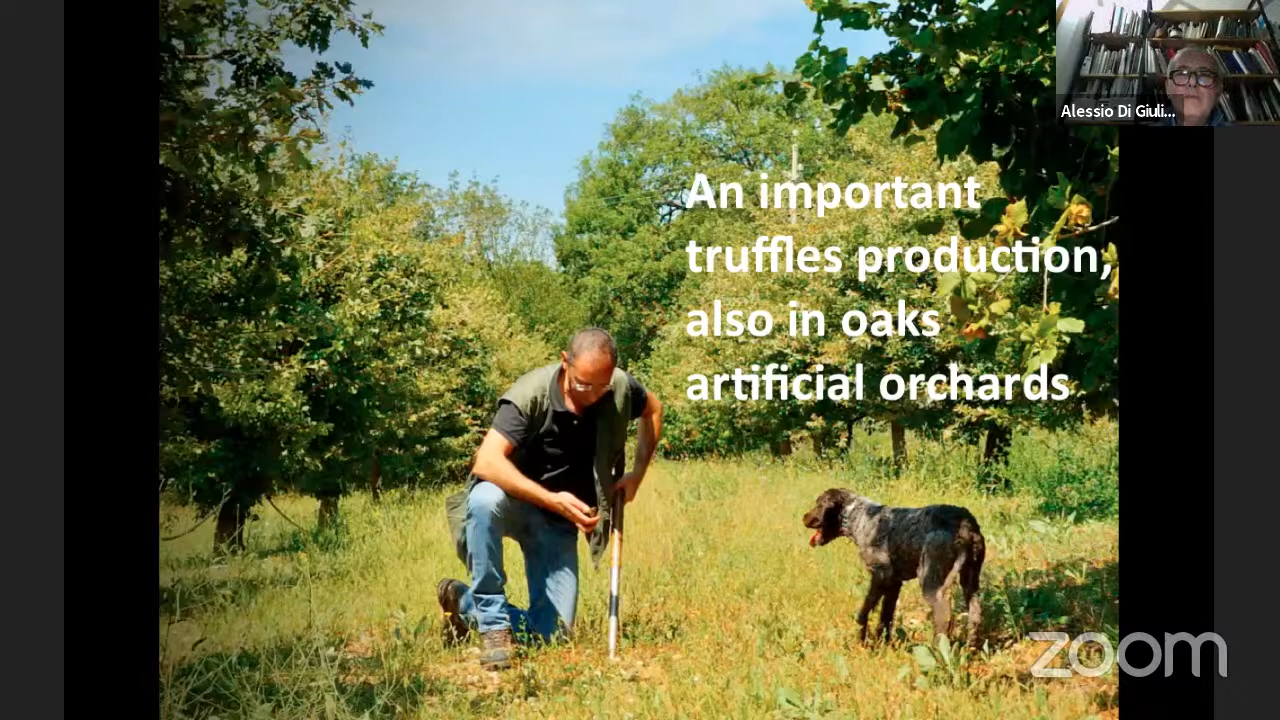 Alessio Di Giuli...
An important
truffles production,
also in oaks
artificial orchards
zoom